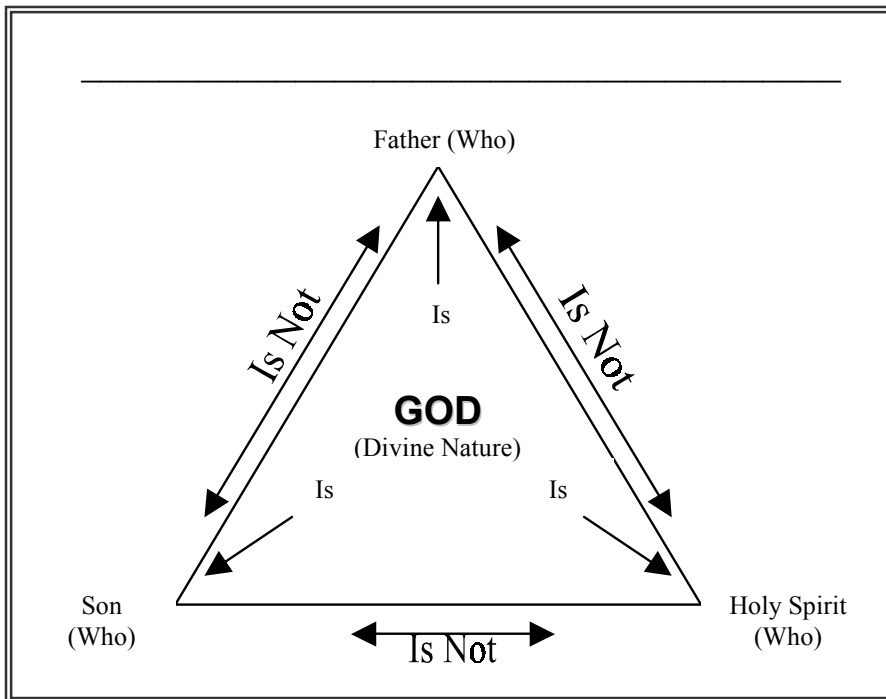 Father (Who)
Is Not
Is Not
Is
GOD
(Divine Nature)
Is
Is
Son
(Who)
Holy Spirit
(Who)
Is Not